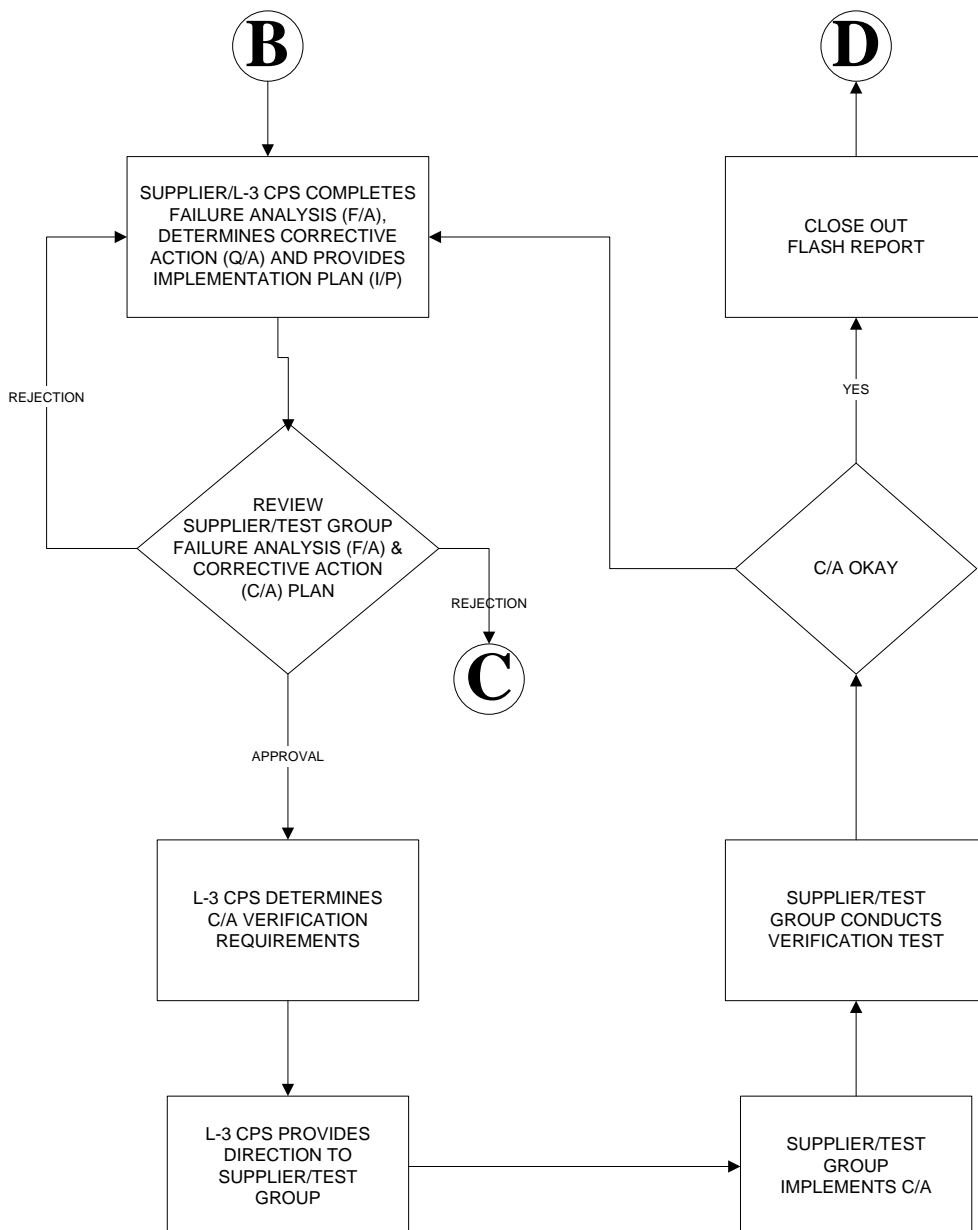 B
SUPPLIER/L-3 CPS COMPLETES
FAILURE ANALYSIS (F/A),
DETERMINES CORRECTIVE
ACTION (Q/A) AND PROVIDES
IMPLEMENTATION PLAN (I/P)
REJECTION
REVIEW
SUPPLIER/TEST GROUP
FAILURE ANALYSIS (F/A) &
CORRECTIVE ACTION
(C/A) PLAN
REJECTION
C
APPROVAL
L-3 CPS DETERMINES
C/A VERIFICATION
REQUIREMENTS
L-3 CPS PROVIDES
DIRECTION TO
SUPPLIER/TEST
GROUP
SUPPLIER/TEST
GROUP
IMPLEMENTS C/A
SUPPLIER/TEST
GROUP CONDUCTS
VERIFICATION TEST
C/A OKAY
YES
CLOSE OUT
FLASH REPORT
D